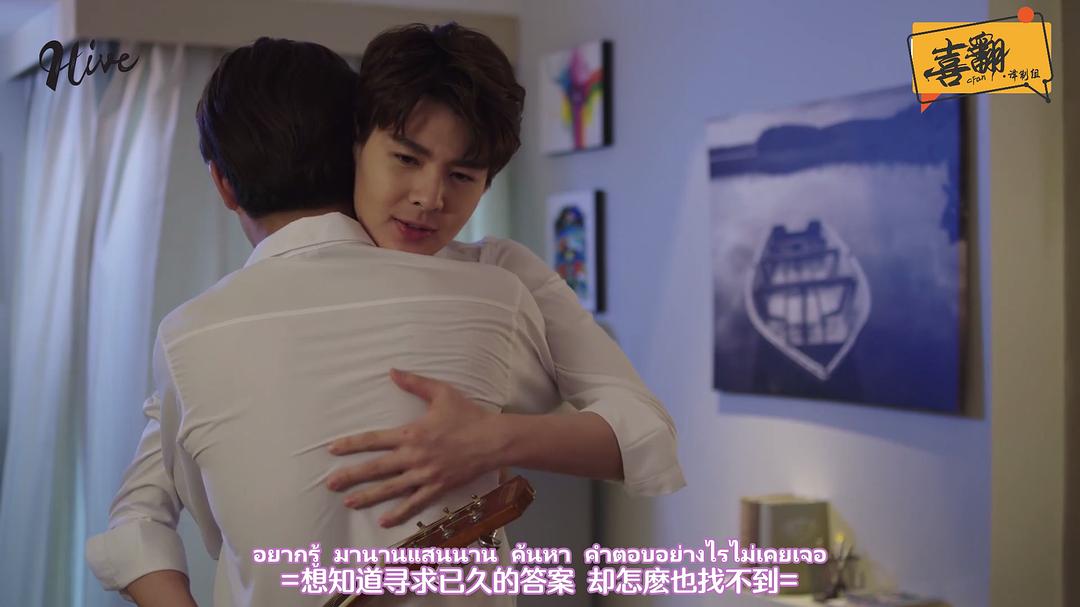 Hive
喜翻
cFan
·译制组
อยากรู้ มานานแสนนาน ค้นหา คำตอบอย่างไรไม่เคยเจอ
=想知道寻求已久的答案 却怎麽也找不到=